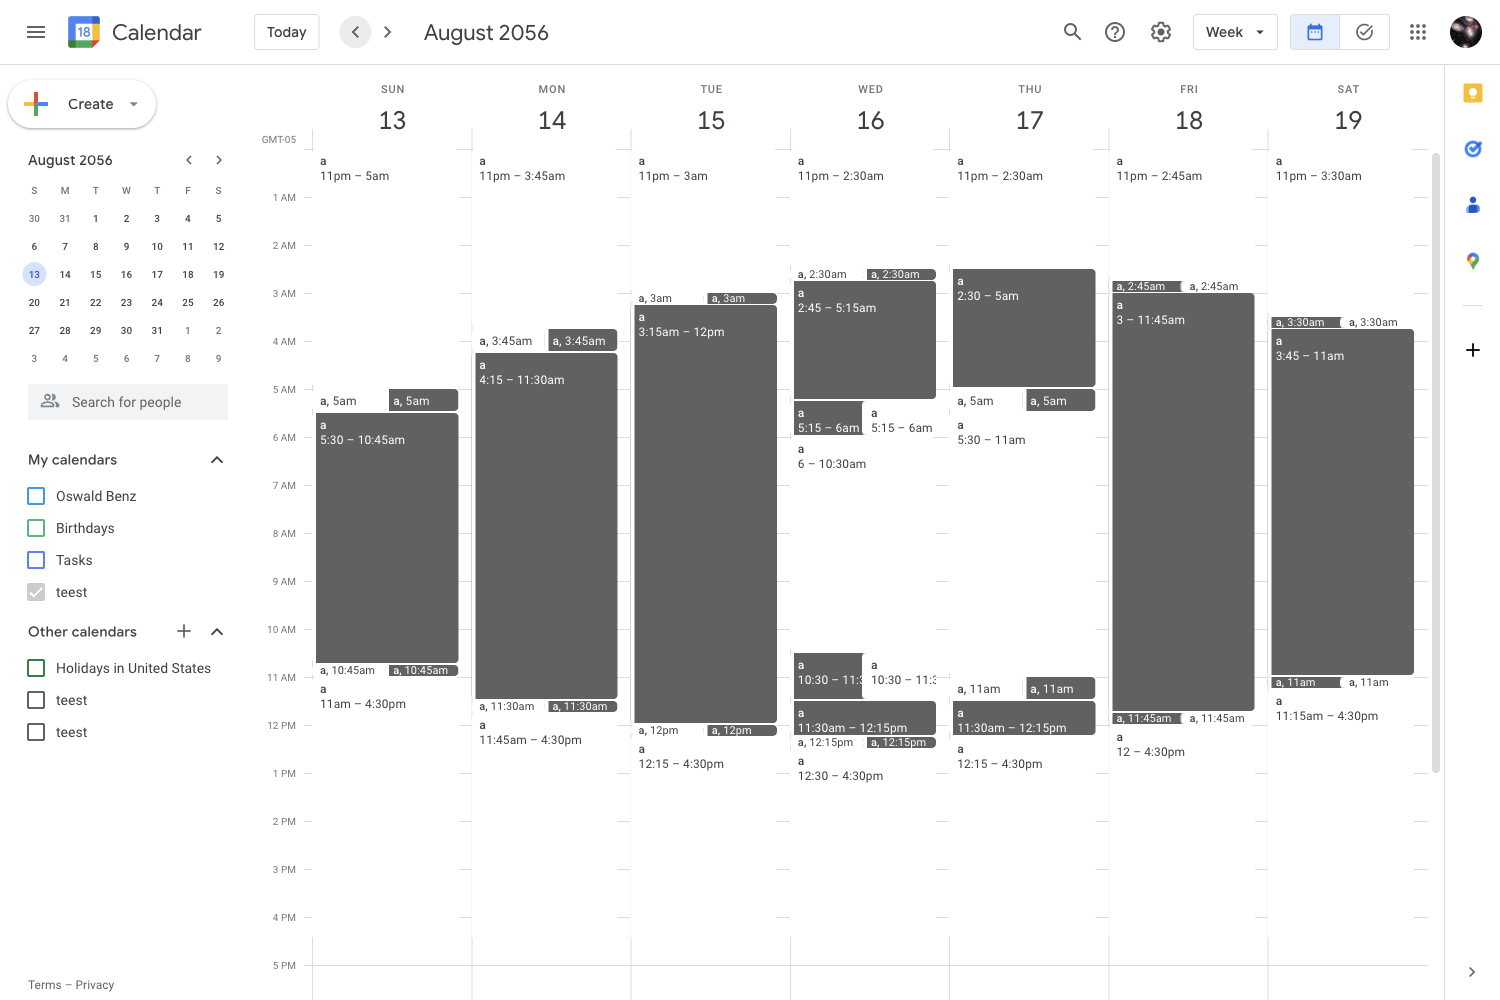 18 Calendar Today August 2056 Week
Create
SUN MON TUE WED THU FRI SAT
13 14 15 16 17 18 19
GMT-05
August 2056
S M T W T F S
30 31 1 2 3 4 5
6 7 8 9 10 11 12
13 14 15 16 17 18 19
20 21 22 23 24 25 26
27 28 29 30 31 1 2
3 4 5 6 7 8 9
Search for people
My calendars
Oswald Benz
Birthdays
Tasks
teest
Other calendars
Holidays in United States
teest
teest
Terms – Privacy
1 AM
2 AM
3 AM
4 AM
5 AM
6 AM
7 AM
8 AM
9 AM
10 AM
11 AM
12 PM
1 PM
2 PM
3 PM
4 PM
5 PM
a
11pm – 5am
a, 5am
a, 5am
a
5:30 – 10:45am
a, 10:45am
a, 10:45am
a
11am – 4:30pm
a
11pm – 3:45am
a, 3:45am
a, 3:45am
a
4:15 – 11:30am
a, 11:30am
a, 11:30am
a
11:45am – 4:30pm
a
11pm – 3am
a, 3am
a, 3am
a
3:15am – 12pm
a, 12pm
a, 12pm
a
12:15 – 4:30pm
a
11pm – 2:30am
a, 2:30am
a, 2:30am
a
2:45 – 5:15am
a
5:15 – 6am
a
5:15 – 6am
a
6 – 10:30am
a
10:30 – 11:3
a
10:30 – 11:3
a
11:30am – 12:15pm
a, 12:15pm
a, 12:15pm
a
12:30 – 4:30pm
a
11pm – 2:30am
a
2:30 – 5am
a, 5am
a, 5am
a
5:30 – 11am
a, 11am
a, 11am
a
11:30am – 12:15pm
a
12:15 – 4:30pm
a
11pm – 2:45am
a, 2:45am
a, 2:45am
a
3 – 11:45am
a, 11:45am
a, 11:45am
a
12 – 4:30pm
a
11pm – 3:30am
a, 3:30am
a, 3:30am
a
3:45 – 11am
a, 11am
a, 11am
a
11:15am – 4:30pm